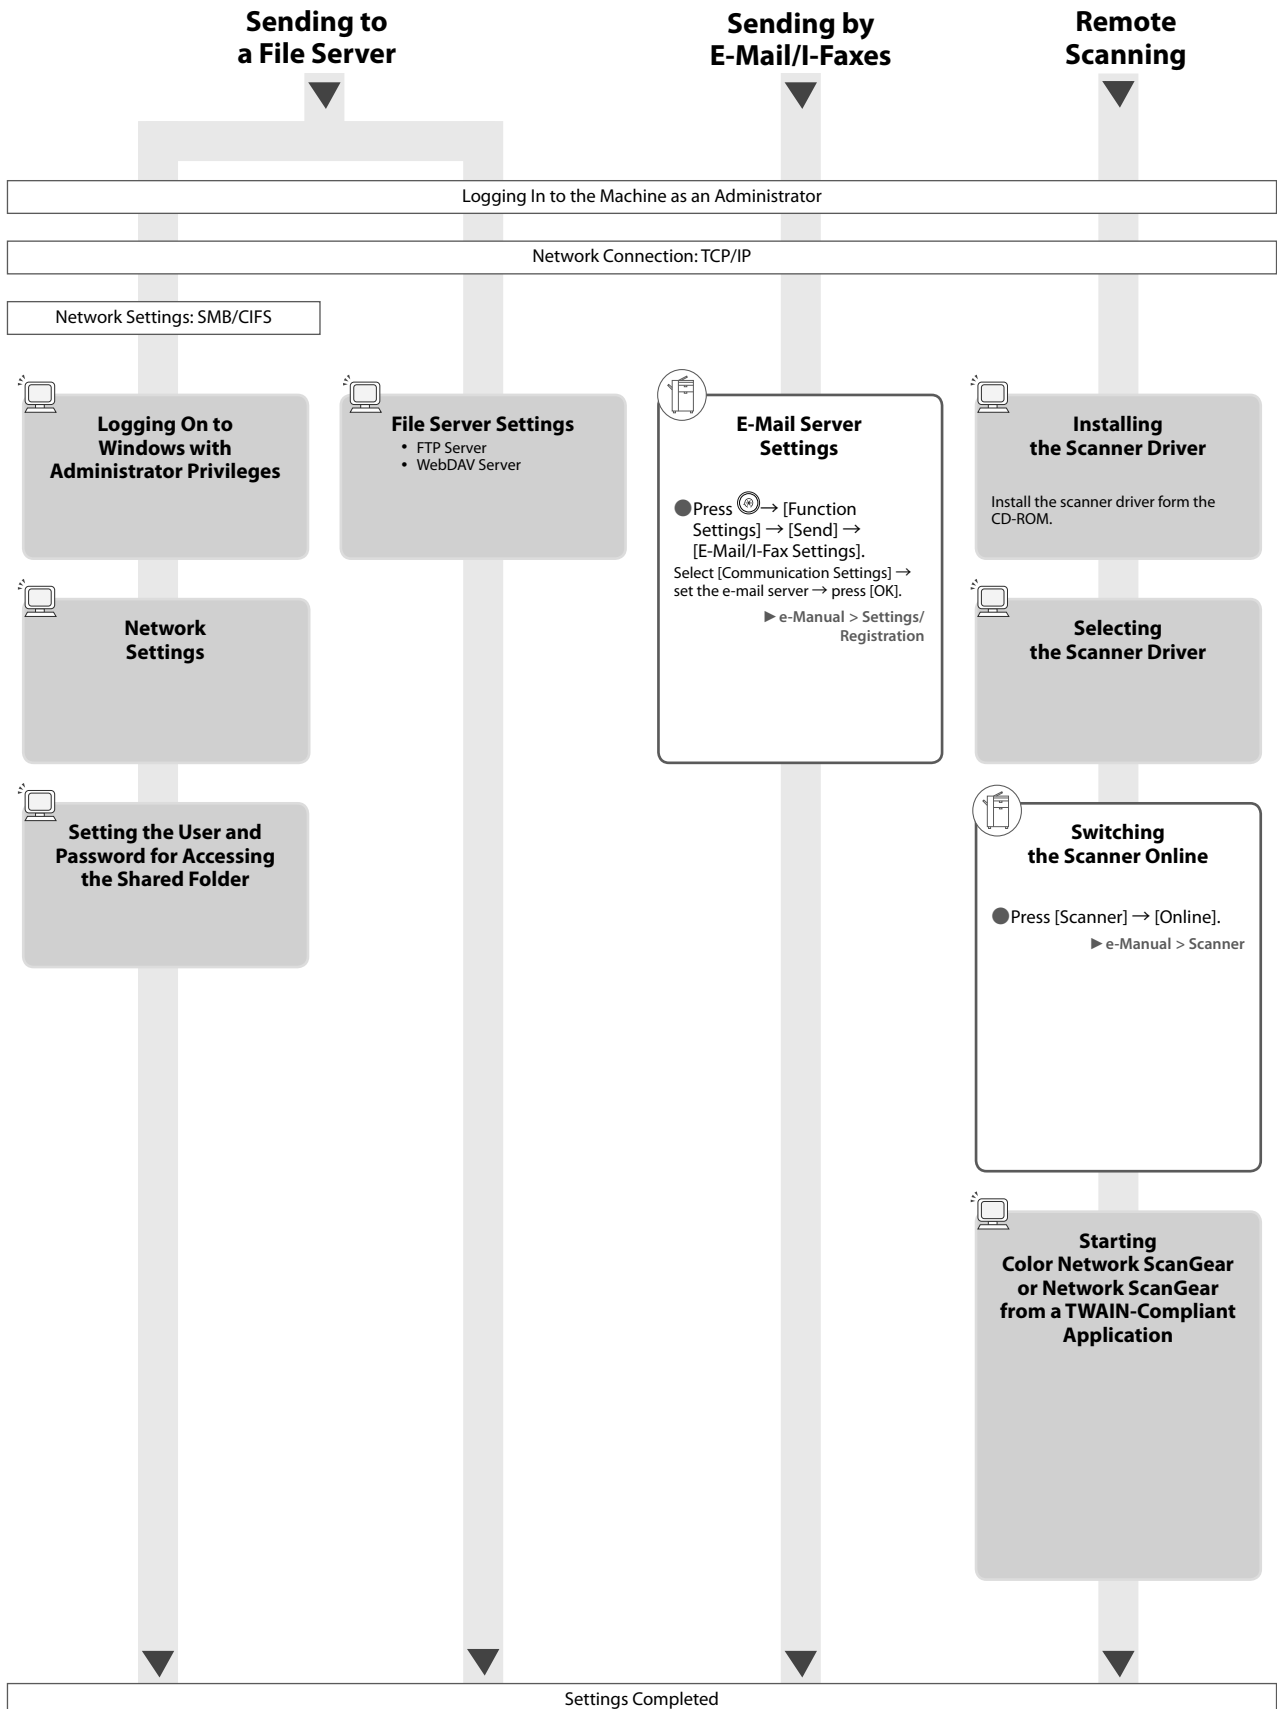 Sending to
a File Server
Sending by
E-Mail/I-Faxes
Remote
Scanning
Logging In to the Machine as an Administrator
Network Connection: TCP/IP
Network Settings: SMB/CIFS
Logging On to
Windows with
Administrator Privileges
Network
Settings
Setting the User and
Password for Accessing
the Shared Folder
File Server Settings
• FTP Server
• WebDAV Server
E-Mail Server
Settings
●Press → [Function
Settings] → [Send] →
[E-Mail/I-Fax Settings].
Select [Communication Settings] →
set the e-mail server → press [OK].
►e-Manual > Settings/
Registration
Installing
the Scanner Driver
Install the scanner driver form the
CD-ROM.
Selecting
the Scanner Driver
Switching
the Scanner Online
●Press [Scanner] → [Online].
►e-Manual > Scanner
Starting
Color Network ScanGear
or Network ScanGear
from a TWAIN-Compliant
Application
Settings Completed